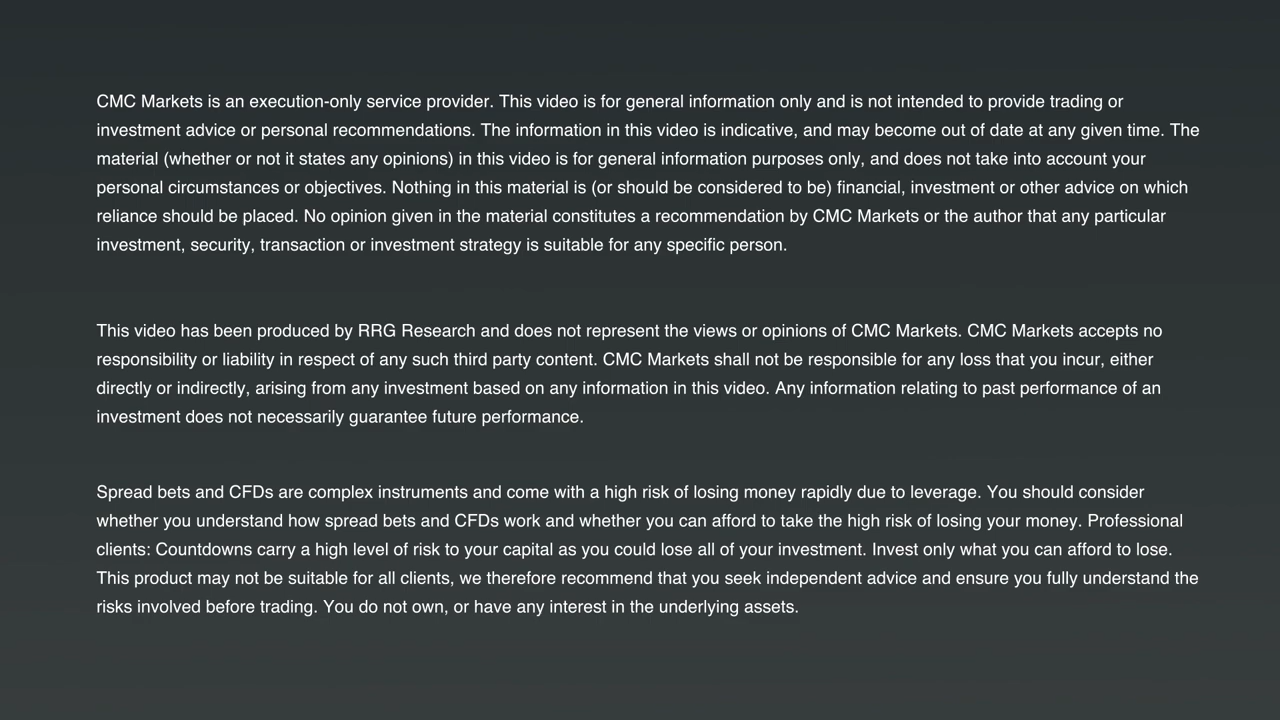 CMC Markets is an execution-only service provider. This video is for general information only and is not intended to provide trading or
investment advice or personal recommendations. The information in this video is indicative, and may become out of date at any given time. The
material (whether or not it states any opinions) in this video is for general information purposes only, and does not take into account your
personal circumstances or objectives. Nothing in this material is (or should be considered to be) financial, investment or other advice on which
reliance should be placed. No opinion given in the material constitutes a recommendation by CMC Markets or the author that any particular
investment, security, transaction or investment strategy is suitable for any specific person.
This video has been produced by RRG Research and does not represent the views or opinions of CMC Markets. CMC Markets accepts no
responsibility or liability in respect of any such third party content. CMC Markets shall not be responsible for any loss that you incur, either
directly or indirectly, arising from any investment based on any information in this video. Any information relating to past performance of an
investment does not necessarily guarantee future performance.
Spread bets and CFDs are complex instruments and come with a high risk of losing money rapidly due to leverage. You should consider
whether you understand how spread bets and CFDs work and whether you can afford to take the high risk of losing your money. Professional
clients: Countdowns carry a high level of risk to your capital as you could lose all of your investment. Invest only what you can afford to lose.
This product may not be suitable for all clients, we therefore recommend that you seek independent advice and ensure you fully understand the
risks involved before trading. You do not own, or have any interest in the underlying assets.